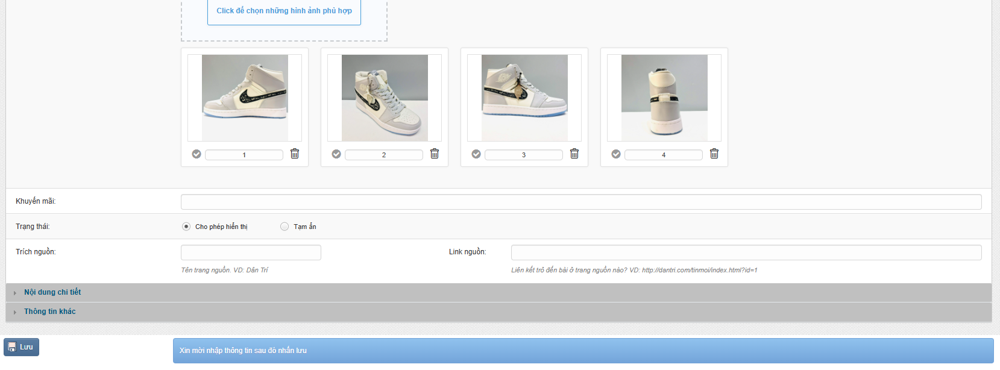 Click để chọn những hình ảnh phù hợp
1
2
3
4
Khuyến mãi:
Trạng thái:
Cho phép hiển thị
Tạm ẩn
Trích nguồn:
Link nguồn:
Tên trang nguồn. VD: Dân Trí
Liên kết trỏ đến bài ở trang nguồn nào? VD: http://dantri.com/tinmoi/index.html?id=1
Nội dung chi tiết
Thông tin khác
Lưu
Xin mời nhập thông tin sau đó nhấn lưu